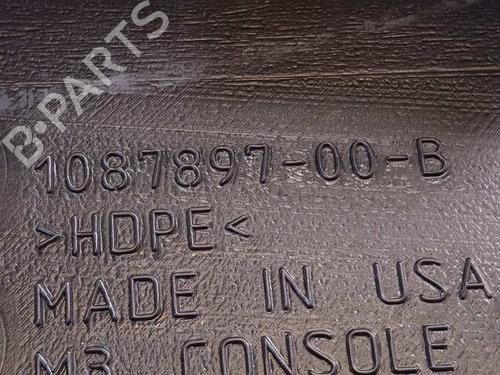 B-PARTS
1087897-00-B
>HDPE<
MADE IN USA
M3 CONSOLE